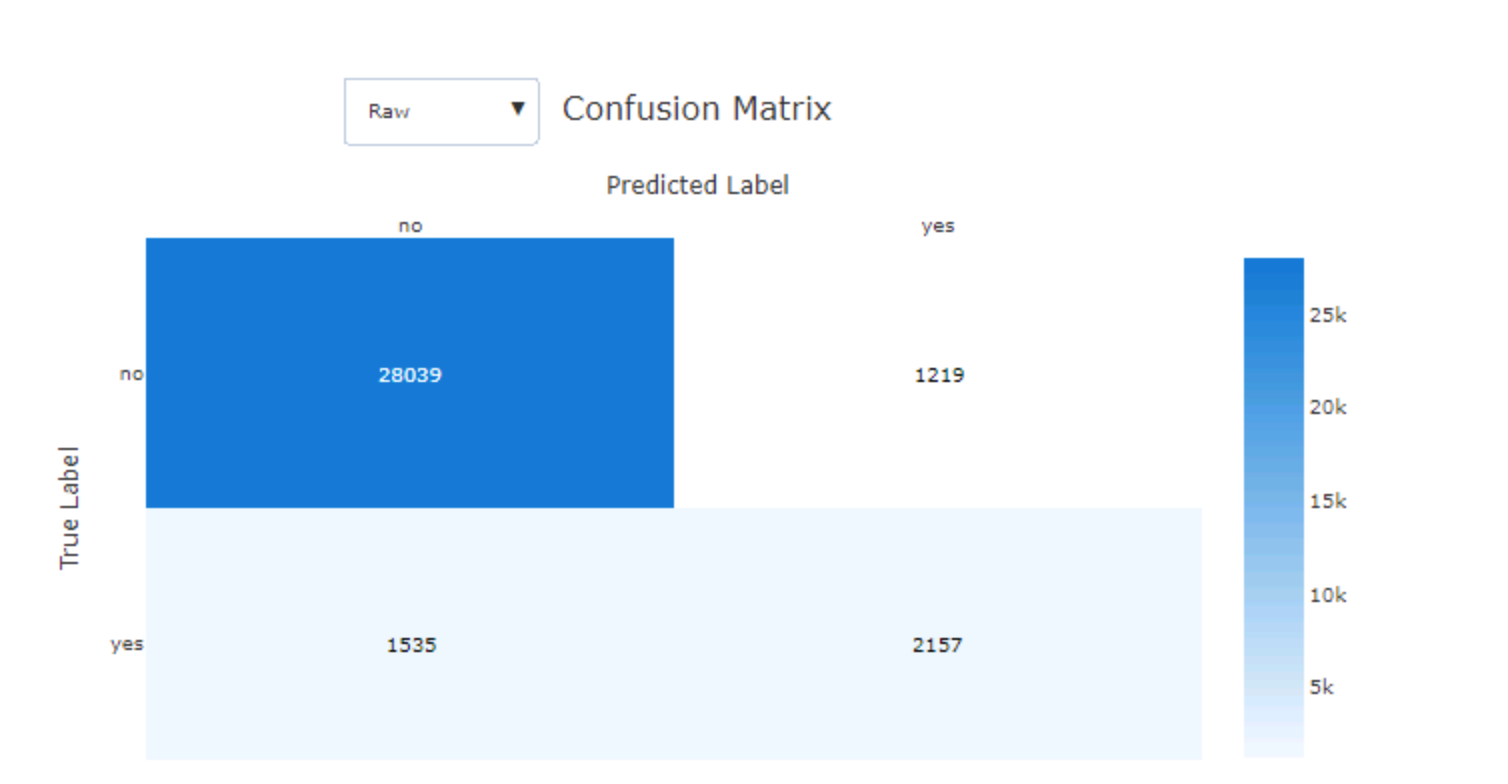 Raw ▼ Confusion Matrix
Predicted Label
no yes
no 28039 1219
True Label
yes 1535 2157
25k
20k
15k
10k
5k